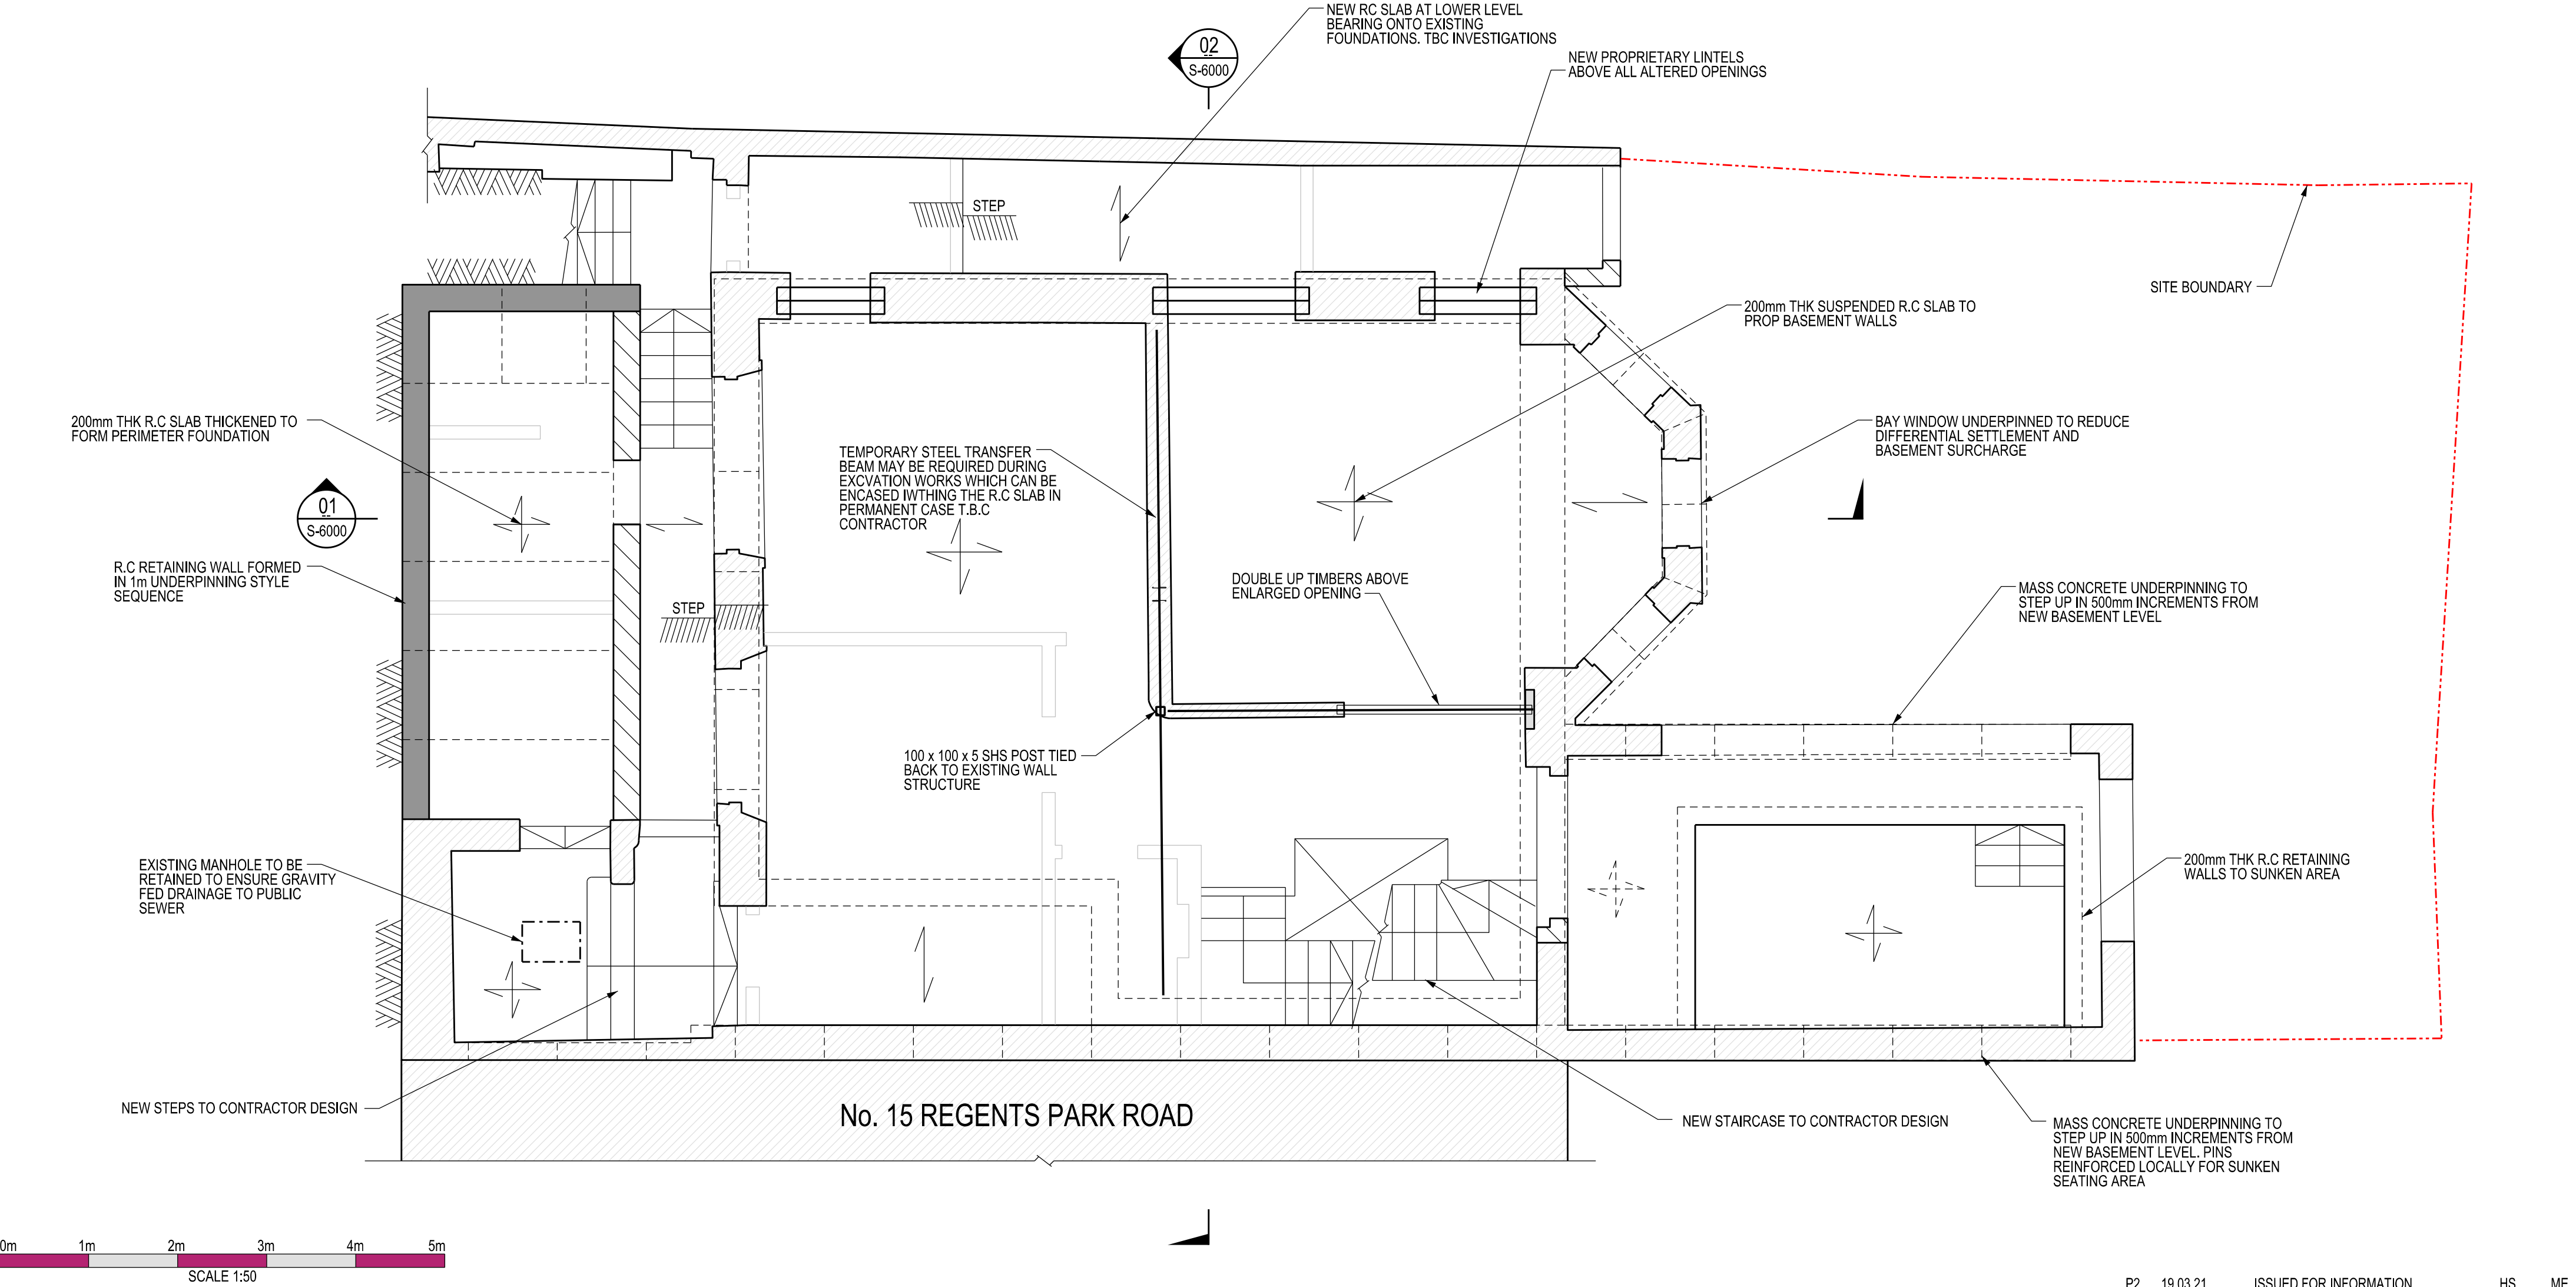 NEW RC SLAB AT LOWER LEVEL
BEARING ONTO EXISTING
FOUNDATIONS. TBC INVESTIGATIONS
02
S-6000
NEW PROPRIETARY LINTELS
ABOVE ALL ALTERED OPENINGS
STEP
SITE BOUNDARY
200mm THK SUSPENDED R.C SLAB TO
PROP BASEMENT WALLS
200mm THK R.C SLAB THICKENED TO
FORM PERIMETER FOUNDATION
BAY WINDOW UNDERPINNED TO REDUCE
DIFFERENTIAL SETTLEMENT AND
BASEMENT SURCHARGE
TEMPORARY STEEL TRANSFER
BEAM MAY BE REQUIRED DURING
EXCVATION WORKS WHICH CAN BE
ENCASED IWTHING THE R.C SLAB IN
PERMANENT CASE T.B.C
CONTRACTOR
01
S-6000
R.C RETAINING WALL FORMED
IN 1m UNDERPINNING STYLE
SEQUENCE
DOUBLE UP TIMBERS ABOVE
ENLARGED OPENING
MASS CONCRETE UNDERPINNING TO
STEP UP IN 500mm INCREMENTS FROM
NEW BASEMENT LEVEL
STEP
100 x 100 x 5 SHS POST TIED
BACK TO EXISTING WALL
STRUCTURE
EXISTING MANHOLE TO BE
RETAINED TO ENSURE GRAVITY
FED DRAINAGE TO PUBLIC
SEWER
200mm THK R.C RETAINING
WALLS TO SUNKEN AREA
NEW STEPS TO CONTRACTOR DESIGN
No. 15 REGENTS PARK ROAD
NEW STAIRCASE TO CONTRACTOR DESIGN
MASS CONCRETE UNDERPINNING TO
STEP UP IN 500mm INCREMENTS FROM
NEW BASEMENT LEVEL. PINS
REINFORCED LOCALLY FOR SUNKEN
SEATING AREA
0m 1m 2m 3m 4m 5m
SCALE 1:50
P2 19.03.21 ISSUED FOR INFORMATION HS ME